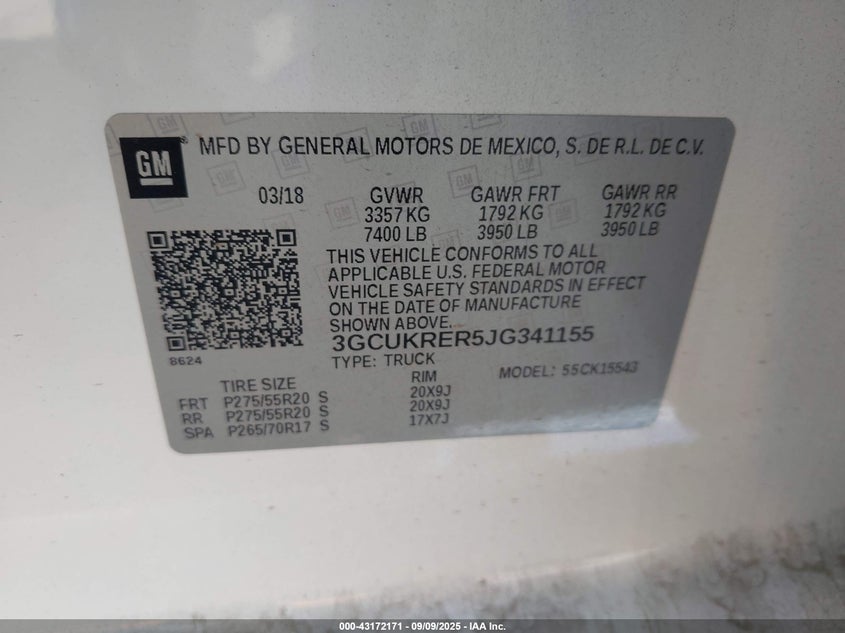 GM
MFD BY GENERAL MOTORS DE MEXICO, S. DE R.L. DE C.V.
03/18 GVWR GAWR FRT GAWR RR
3357 KG 1792 KG 1792 KG
7400 LB 3950 LB 3950 LB
THIS VEHICLE CONFORMS TO ALL
APPLICABLE U.S. FEDERAL MOTOR
VEHICLE SAFETY STANDARDS IN EFFECT
ON THE DATE OF MANUFACTURE
SHOWN ABOVE.
3GCUKRER5JG341155
8624
TYPE: TRUCK MODEL: 55CK15543
TIRE SIZE RIM
FRT P275/55R20 S 20X9J
RR P275/55R20 S 20X9J
SPA P265/70R17 S 17X7J
000-43172171 - 09/09/2025 - IAA Inc.